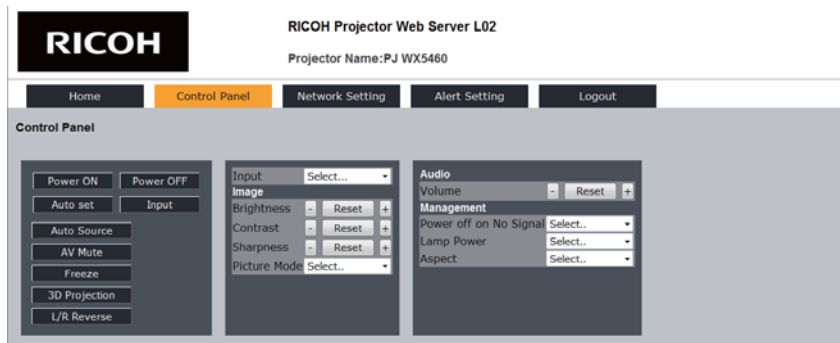 RICOH
RICOH Projector Web Server L02
Projector Name:PJ WX5460
Home Control Panel Network Setting Alert Setting Logout
Control Panel
Power ON Power OFF
Auto set Input
Auto Source
AV Mute
Freeze
3D Projection
L/R Reverse
Input Select...
Image
Brightness - Reset +
Contrast - Reset +
Sharpness - Reset +
Picture Mode Select..
Audio
Volume - Reset +
Management
Power off on No Signal Select..
Lamp Power Select..
Aspect Select..